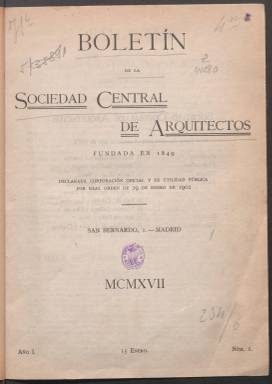 BOLETÍN
DE LA
SOCIEDAD CENTRAL
DE ARQUITECTOS
FUNDADA EN 1849
DECLARADA CORPORACIÓN OFICIAL Y DE UTILIDAD PÚBLICA
POR REAL ORDEN DE 29 DE ENERO DE 1902
SAN BERNARDO, 1.—MADRID
MCMXVII
AÑO I.
15 ENERO.
NÚM. 1.